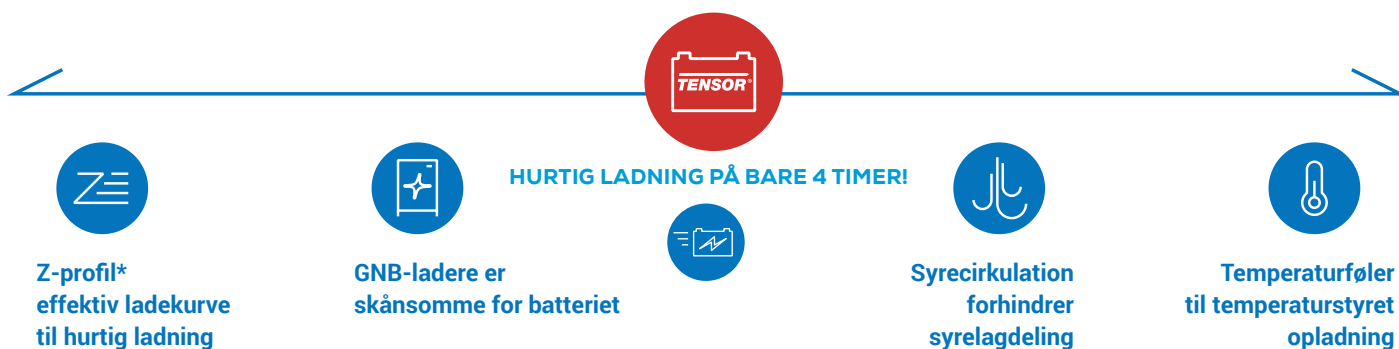 TENSOR®
HURTIG LADNING PÅ BARE 4 TIMER!
Z-profil*
effektiv ladekurve
til hurtig ladning
GNB-ladere er
skånsomme for batteriet
Syrecirkulation
forhindrer
syrelagdeling
Temperaturføler
til temperaturstyret
opladning